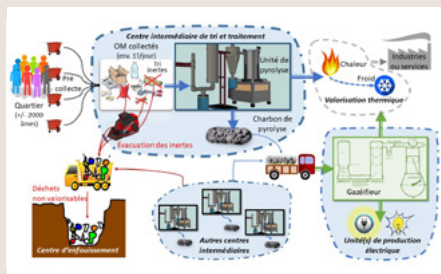 Centre intermédiaire de tri et traitement
OM collectés
(env. 1T/jour)
Tri
inertes
Unité de
pyrolyse
Pré
collecte
Quartier
(+/- 2000
âmes)
Évacuation des inertes
Charbon de
pyrolyse
Chaleur
Froid
Industries
ou services
Valorisation thermique
Déchets
non valorisables
Centre d'enfouissement
Autres centres
intermédiaires
Gazéifieur
Unité(s) de production
électrique